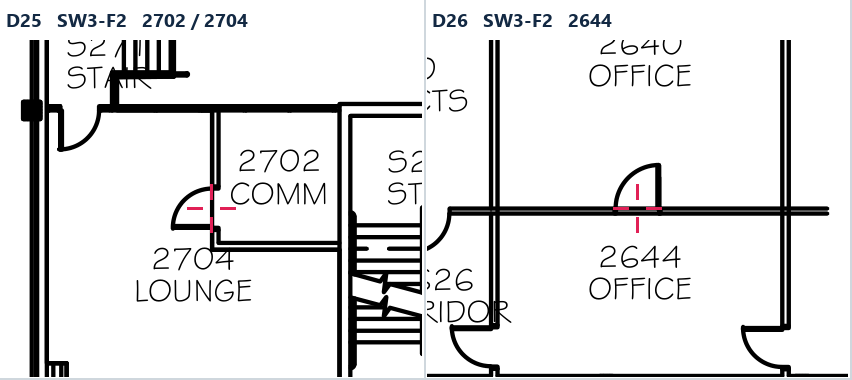 D25 SW3-F2 2702 / 2704
STAIR
2702
COMM
2704
LOUNGE
D26 SW3-F2 2644
2640
OFFICE
2644
OFFICE